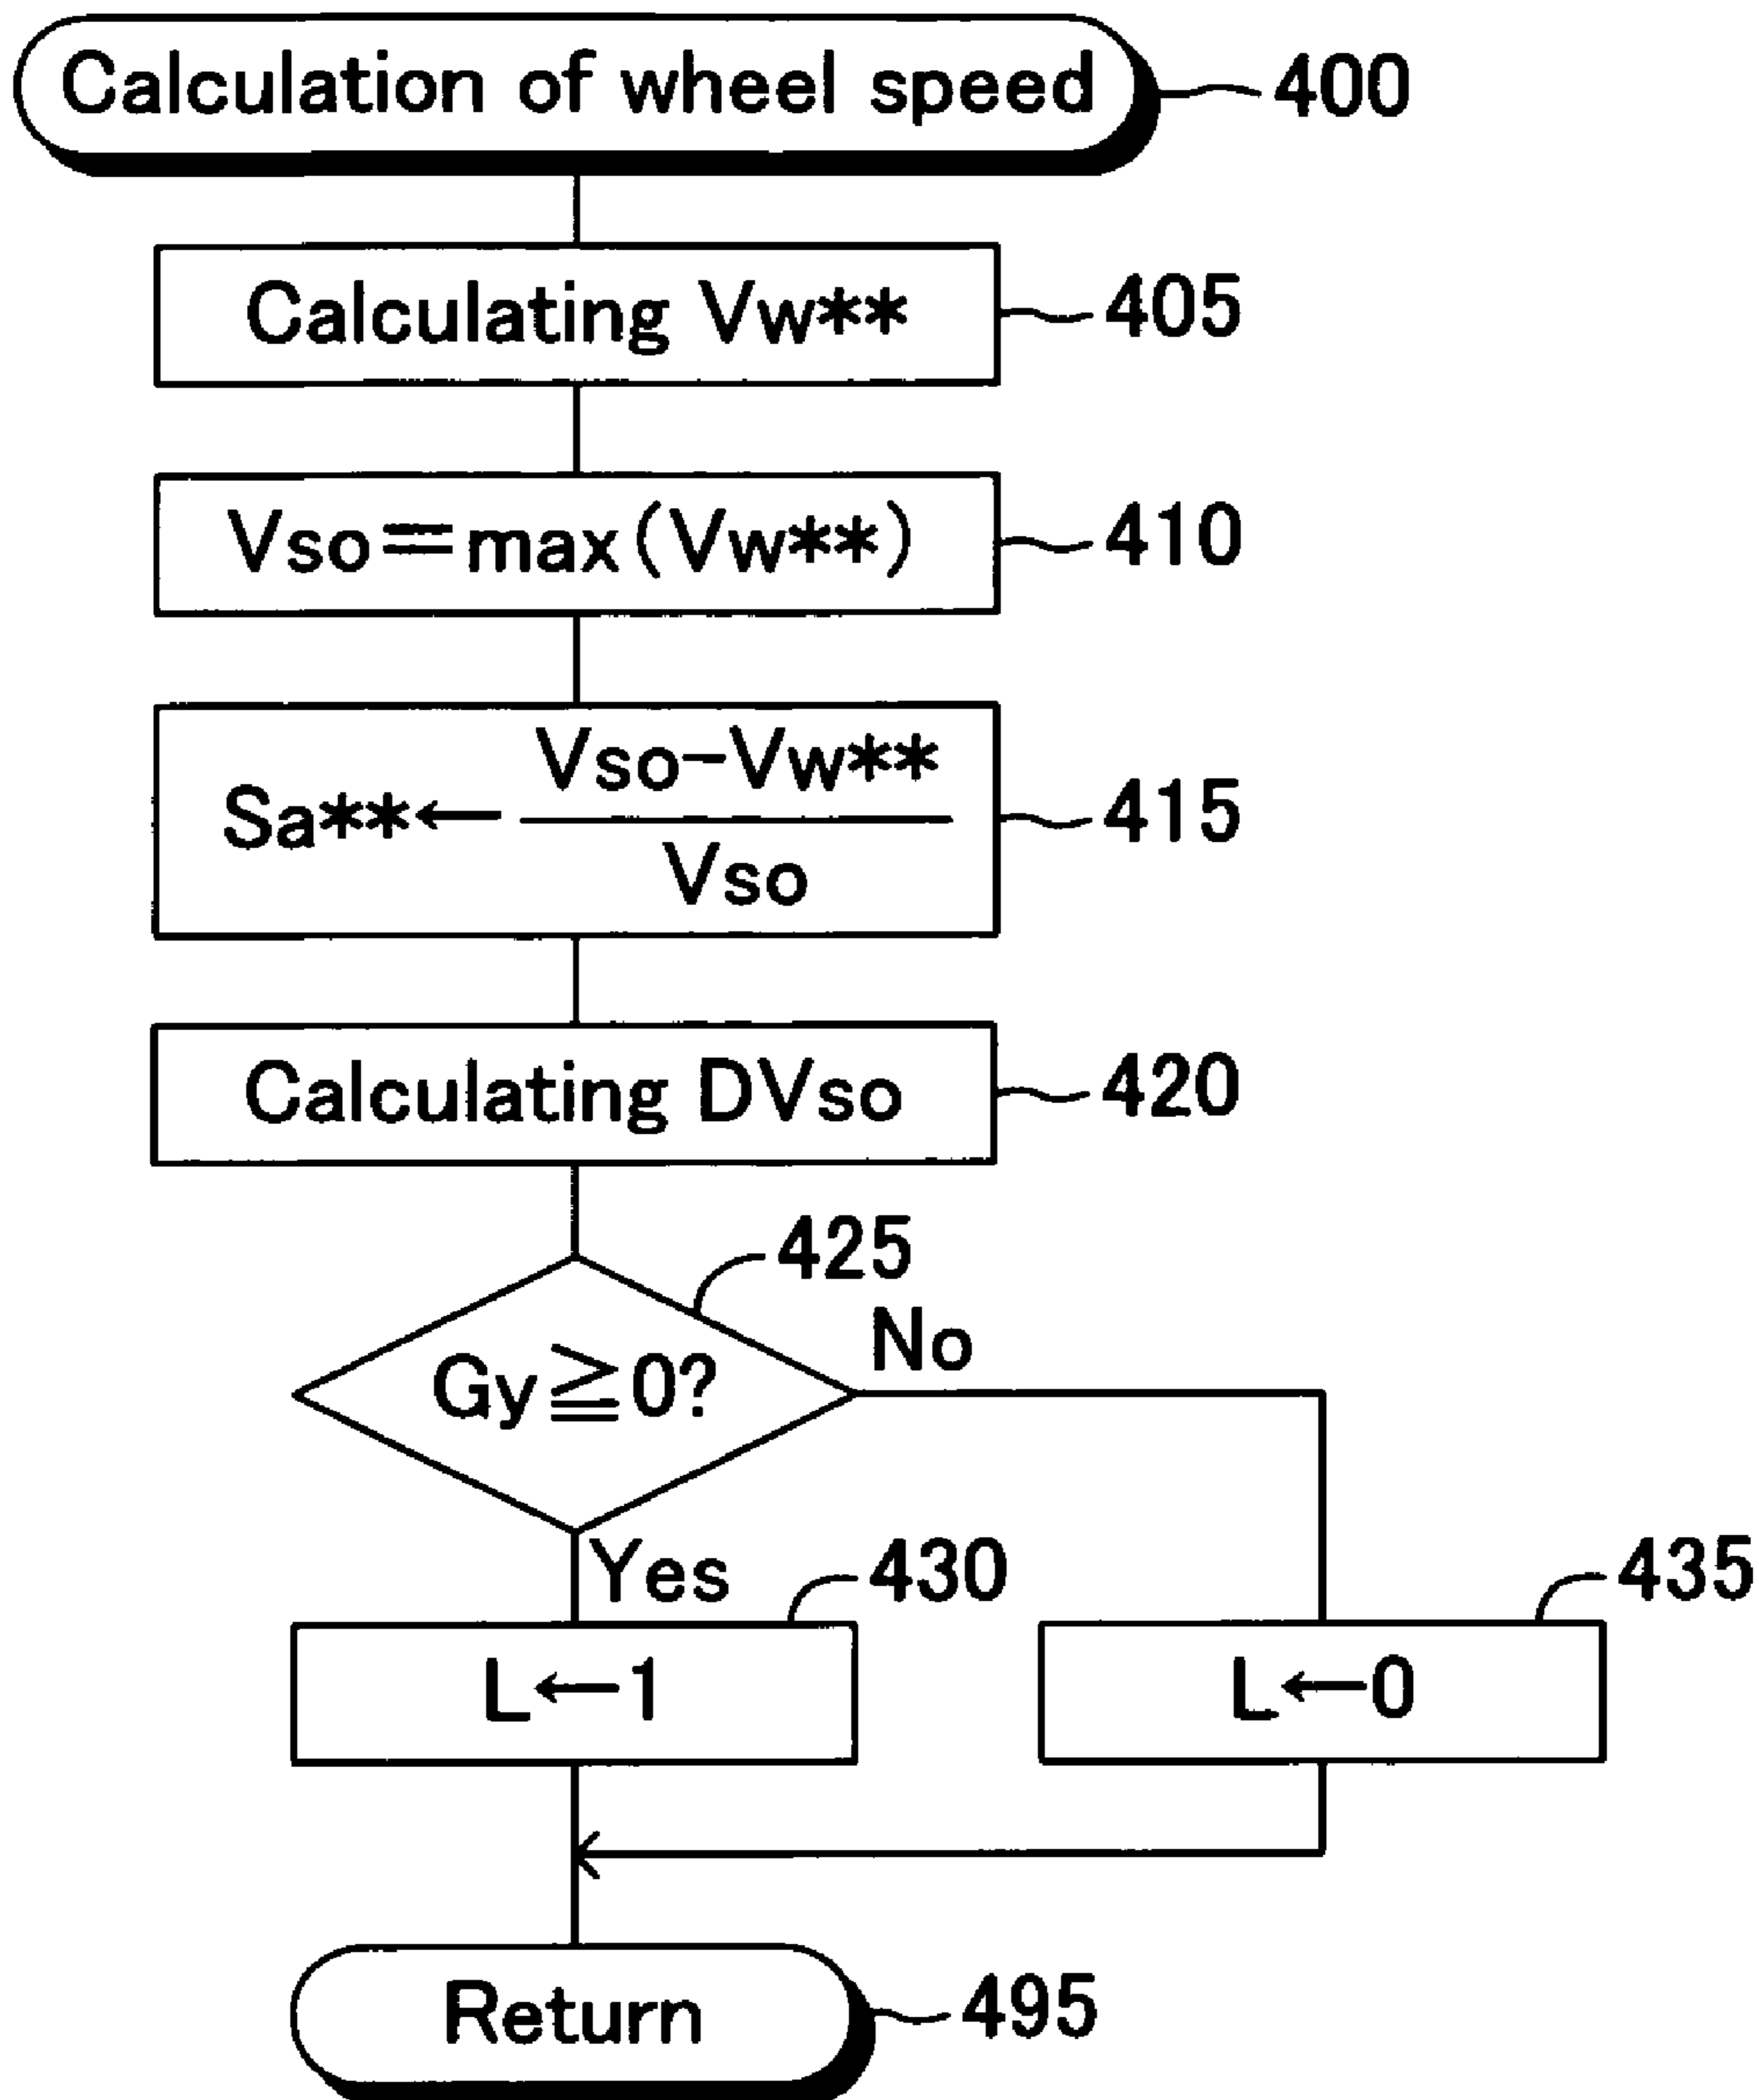 Calculation of wheel speed 400
Calculating Vw** 405
Vso=max(Vw**) 410
Vso-Vw**
Sa**← 415
Vso
Calculating DVso 420
425
No
Gy≧0?
Yes 430 435
L←1 L←0
Return 495